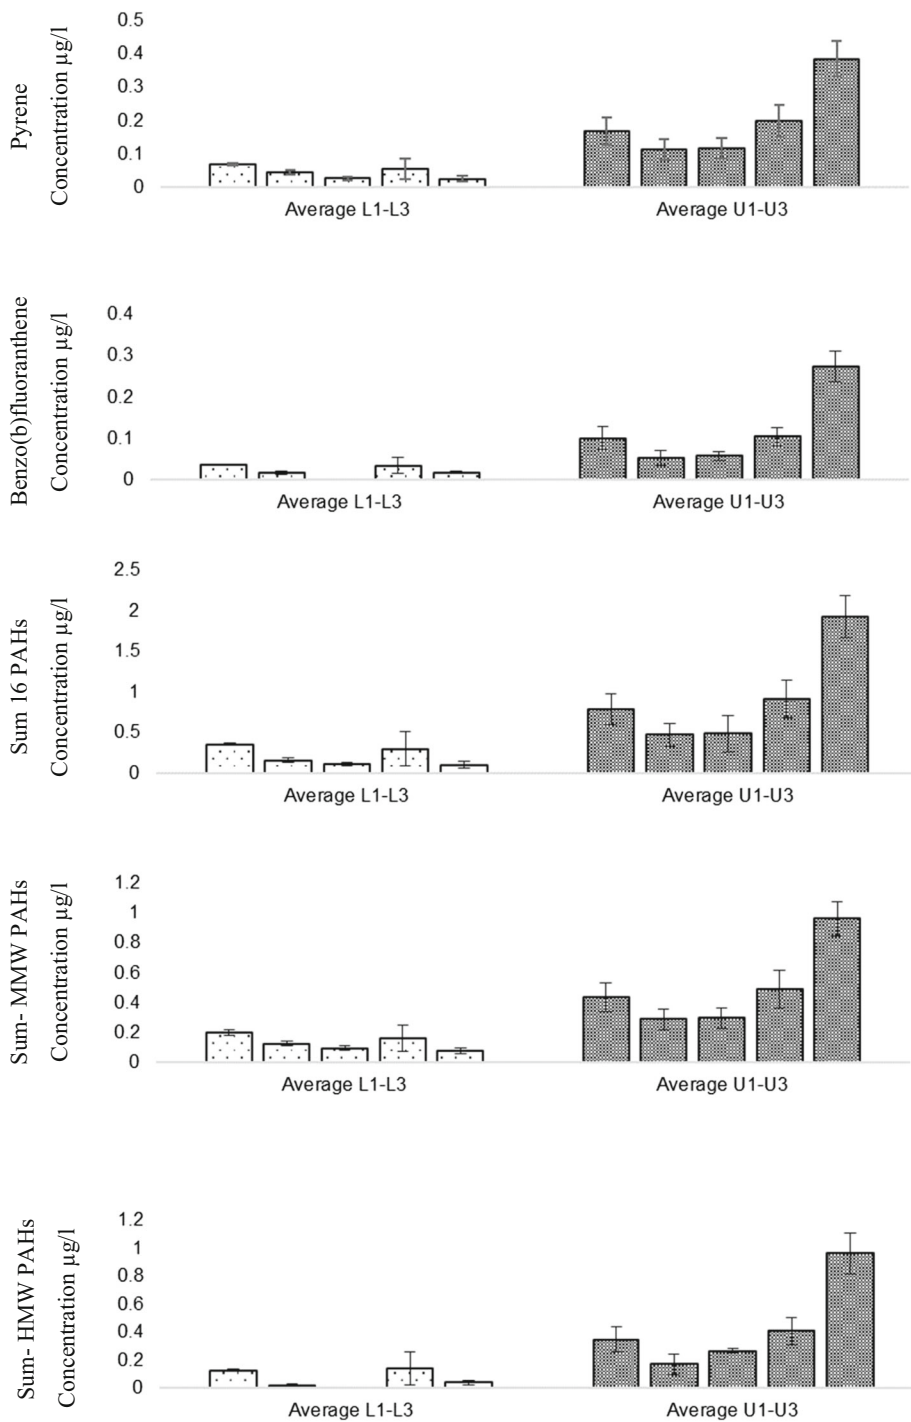 Pyrene
Concentration µg/l
0.5
0.4
0.3
0.2
0.1
0
Average L1-L3
Average U1-U3
Benzo(b)fluoranthene
Concentration µg/l
0.4
0.3
0.2
0.1
0
Average L1-L3
Average U1-U3
Sum 16 PAHs
Concentration µg/l
2.5
2
1.5
1
0.5
0
Average L1-L3
Average U1-U3
Sum- MMW PAHs
Concentration µg/l
1.2
1
0.8
0.6
0.4
0.2
0
Average L1-L3
Average U1-U3
Sum- HMW PAHs
Concentration µg/l
1.2
1
0.8
0.6
0.4
0.2
0
Average L1-L3
Average U1-U3